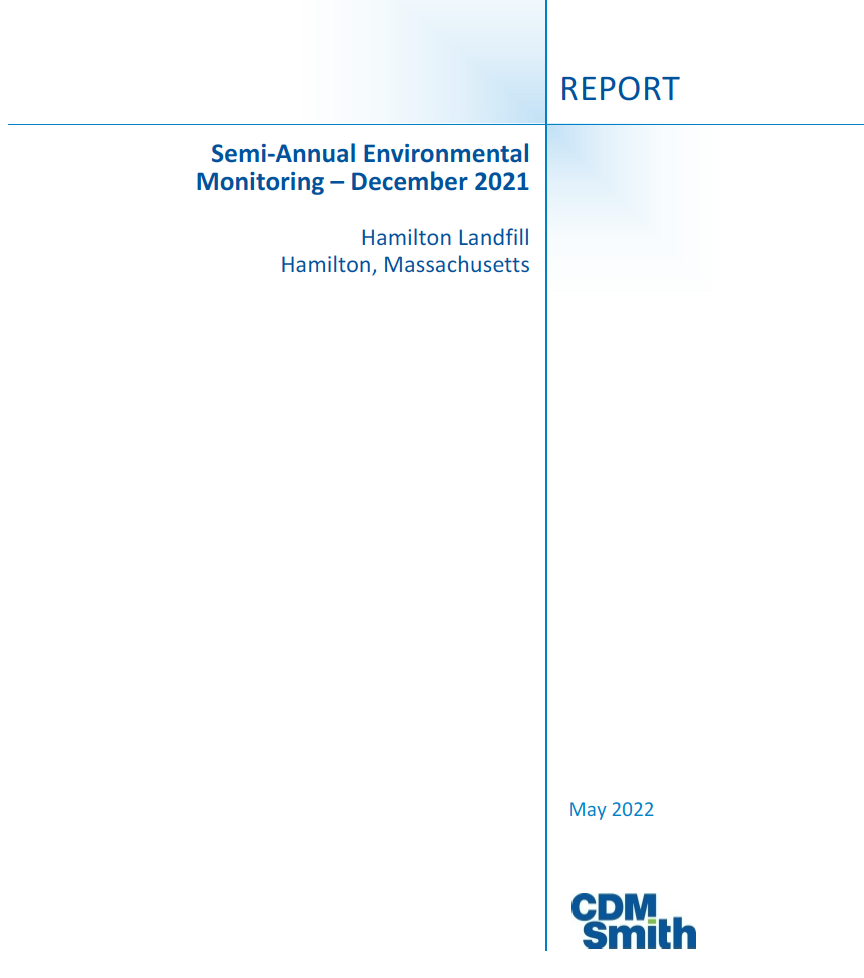 REPORT
Semi-Annual Environmental
Monitoring – December 2021
Hamilton Landfill
Hamilton, Massachusetts
May 2022
CDM
Smith